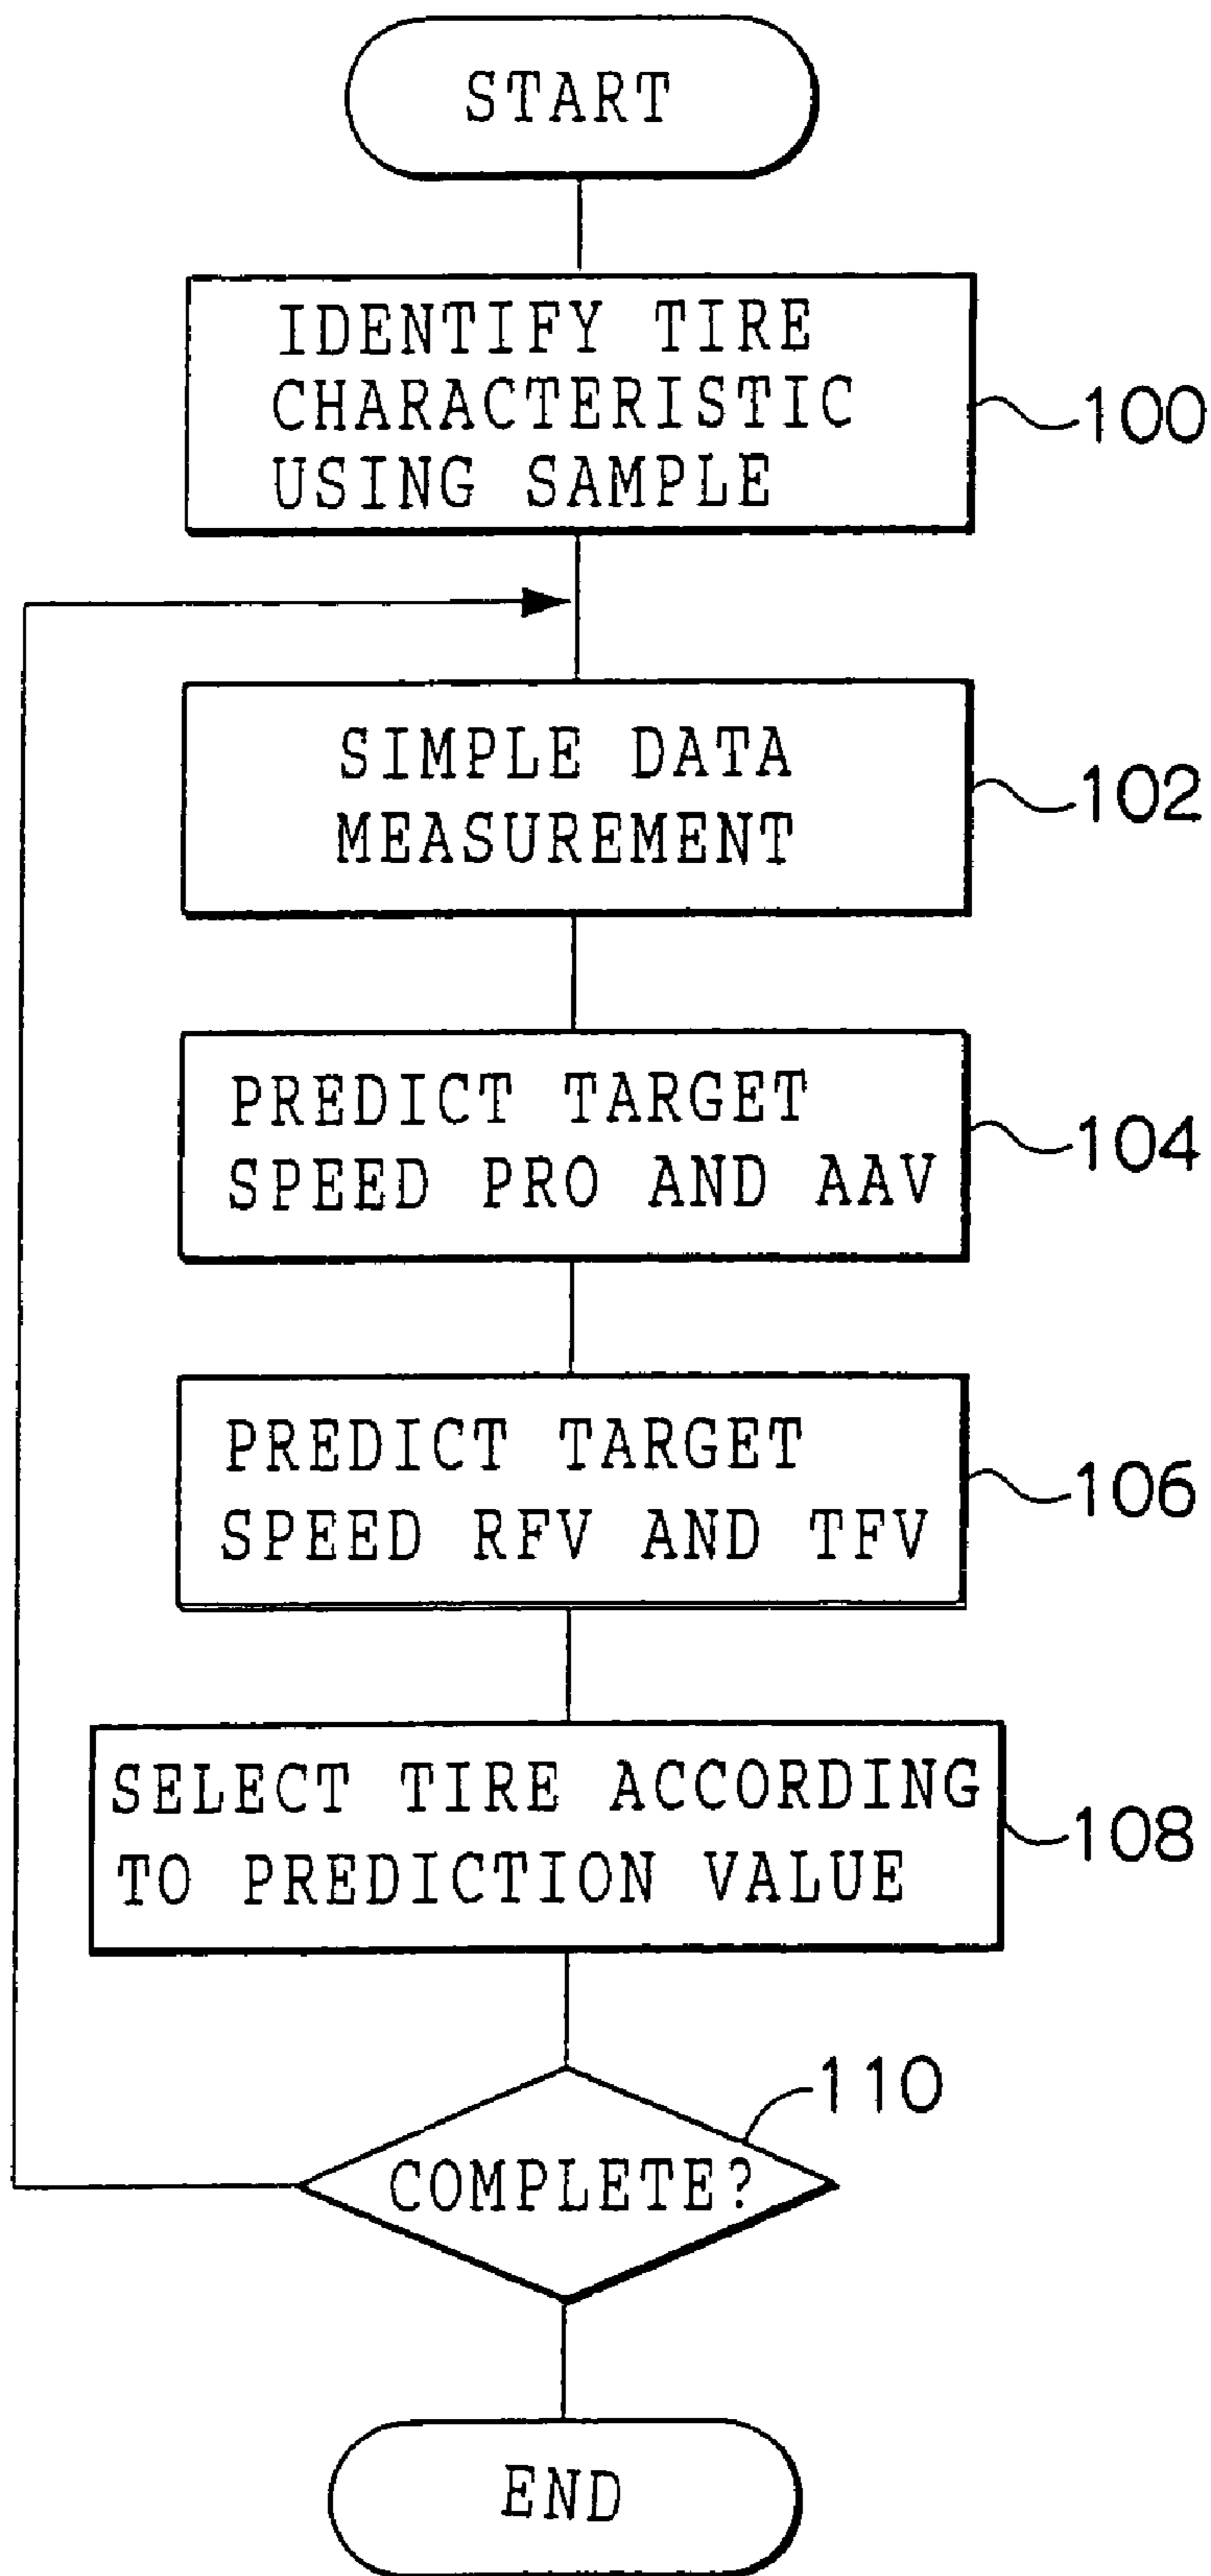 START
IDENTIFY TIRE
CHARACTERISTIC
USING SAMPLE
100
SIMPLE DATA
MEASUREMENT
102
PREDICT TARGET
SPEED PRO AND AAV
104
PREDICT TARGET
SPEED RFV AND TFV
106
SELECT TIRE ACCORDING
TO PREDICTION VALUE
108
110
COMPLETE?
END